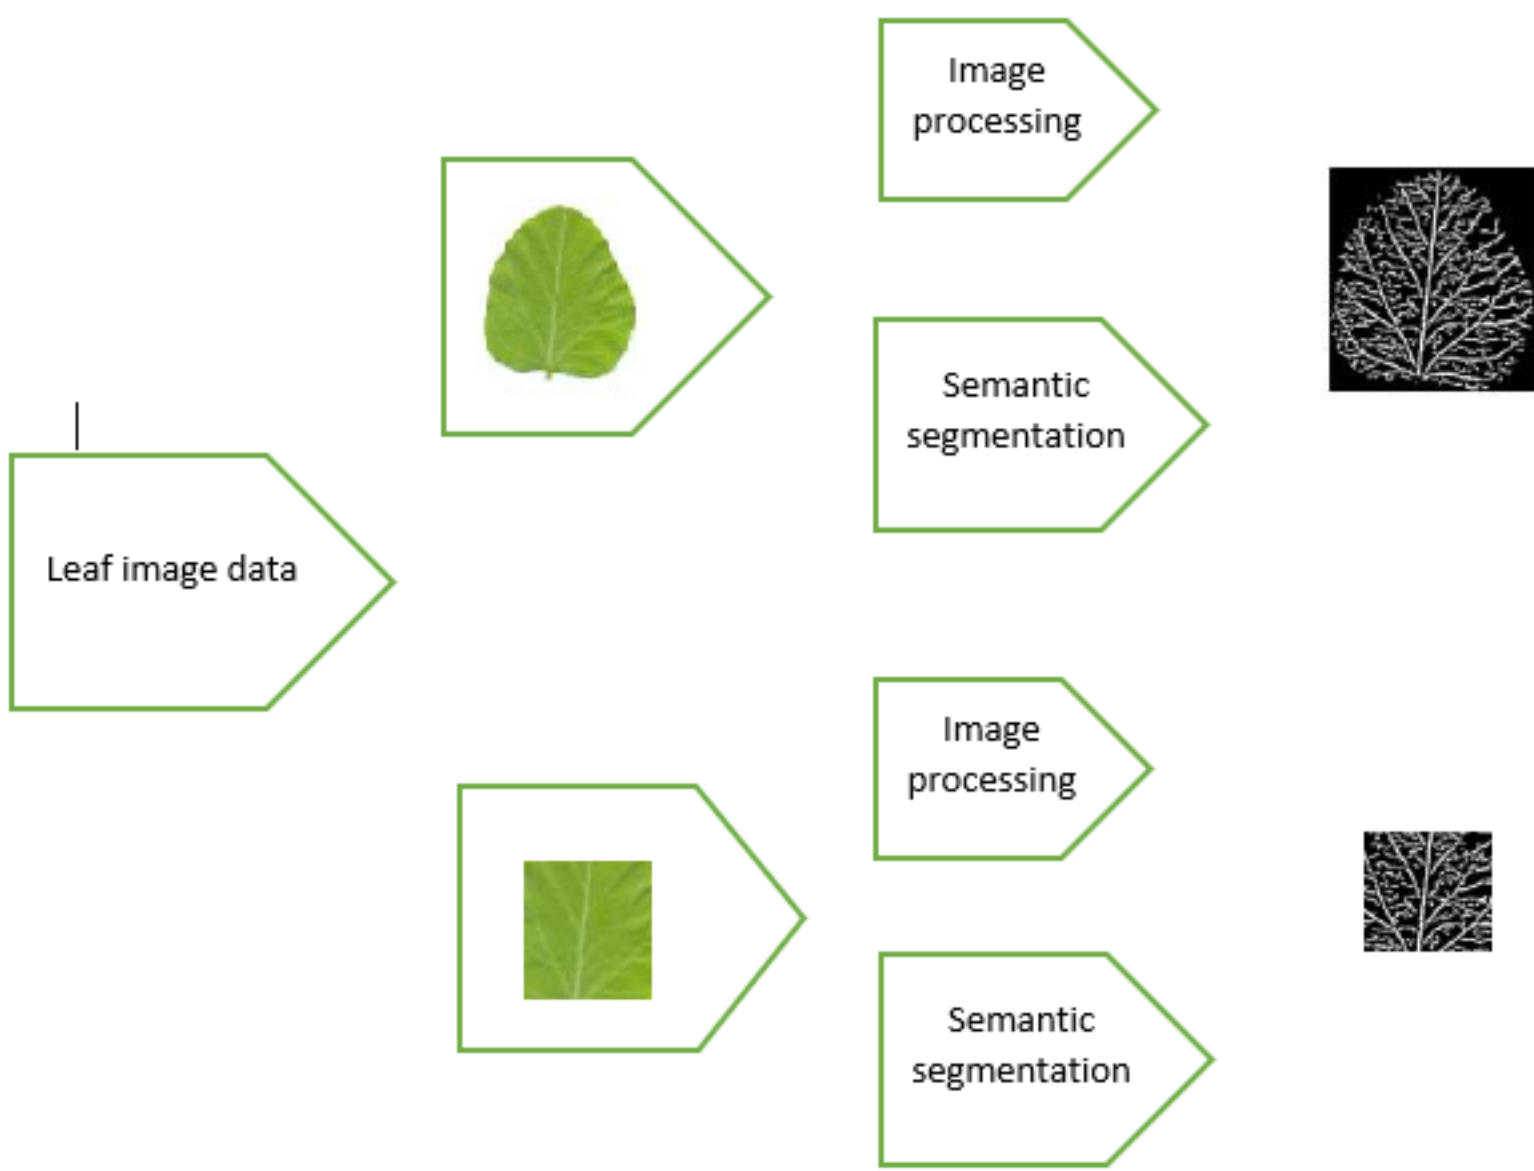 Image
processing
Semantic
segmentation
Leaf image data
Image
processing
Semantic
segmentation